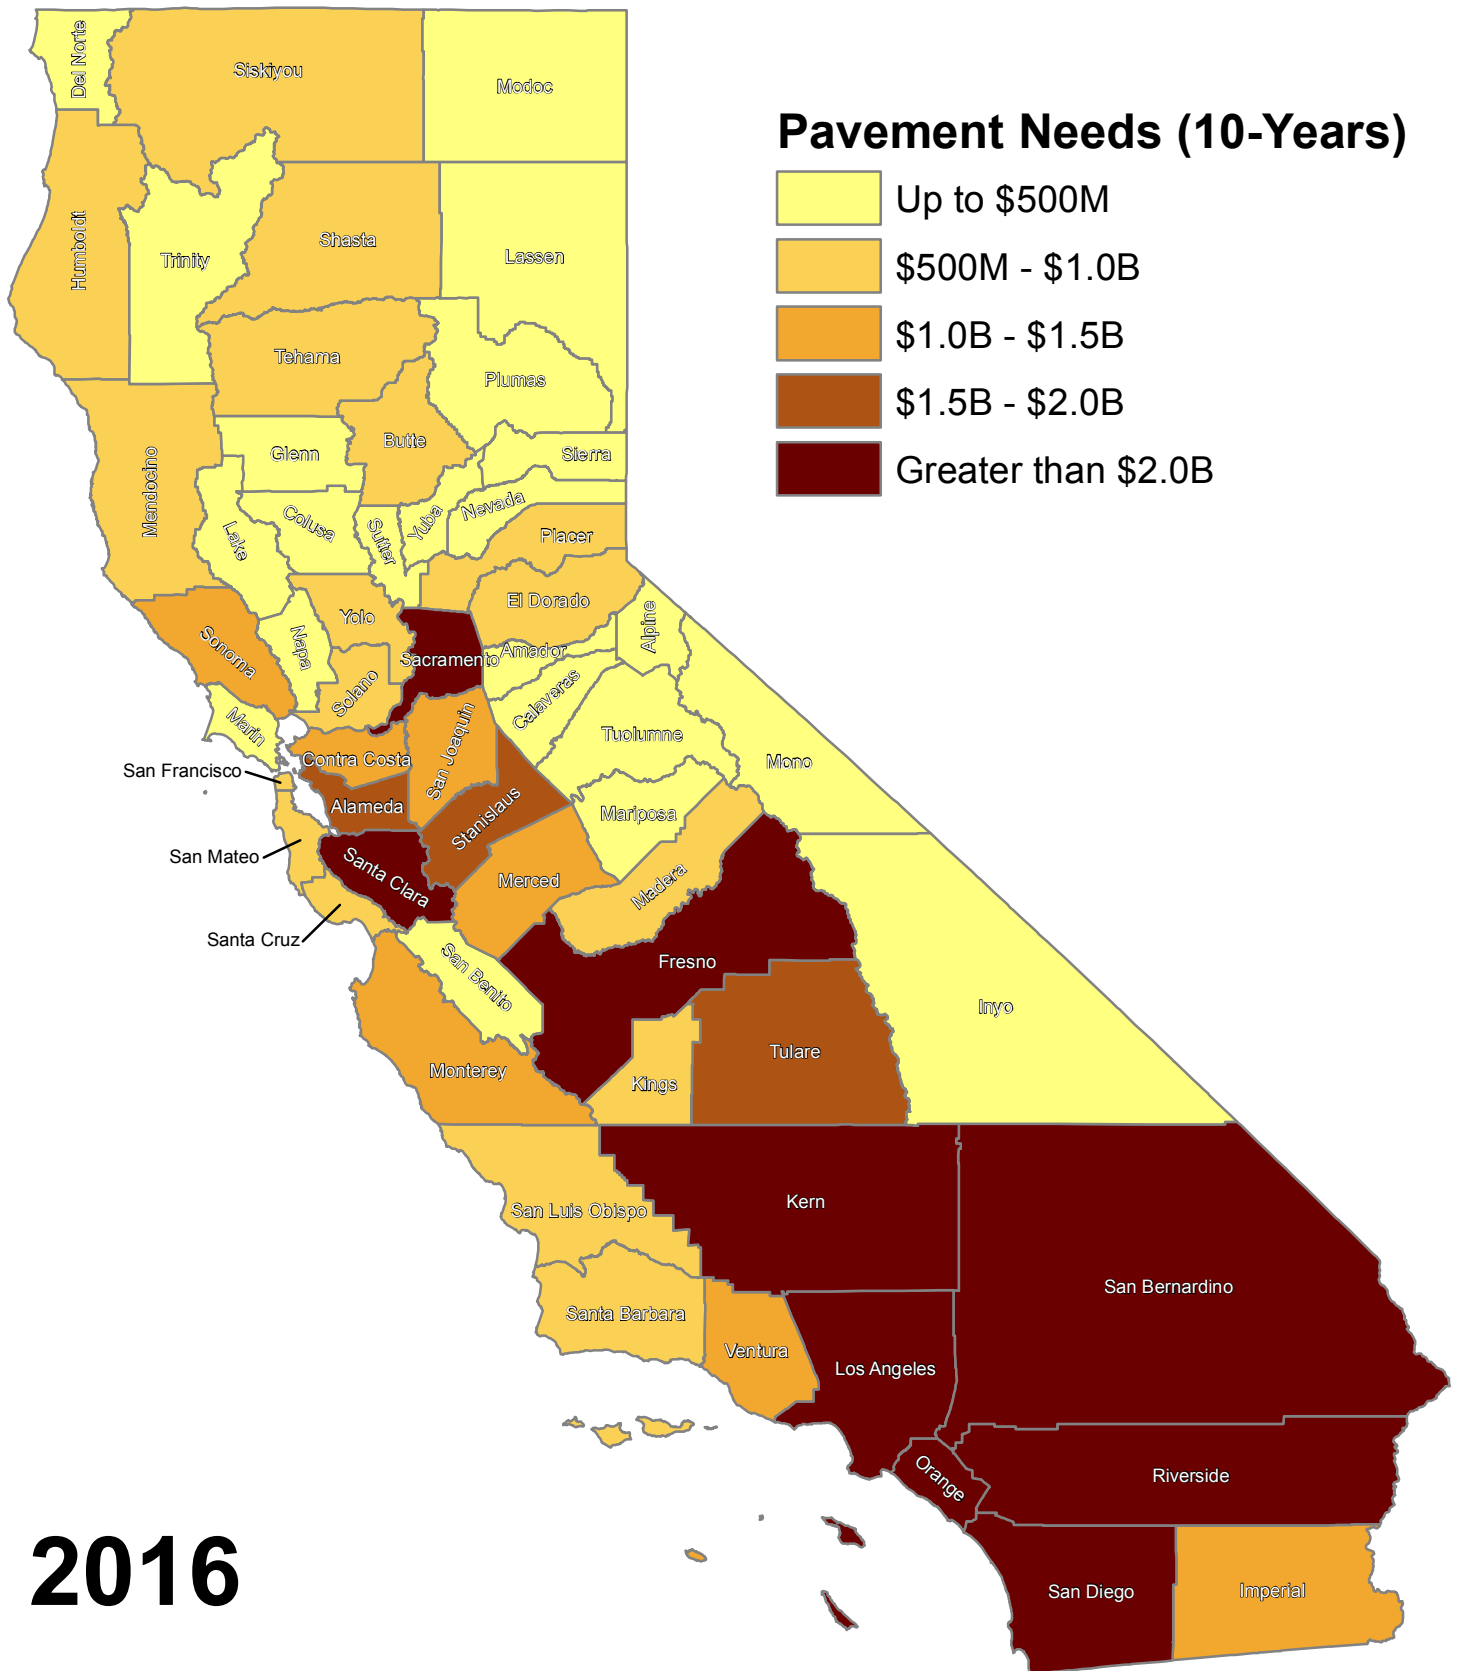 Pavement Needs (10-Years)
Up to $500M
$500M - $1.0B
$1.0B - $1.5B
$1.5B - $2.0B
Greater than $2.0B
Del Norte
Siskiyou
Modoc
Humboldt
Trinity
Shasta
Lassen
Tehama
Plumas
Mendocino
Glenn
Butte
Sierra
Lake
Colusa
Sutter
Yuba
Nevada
Placer
Sonoma
Napa
Yolo
El Dorado
Alpine
Solano
Sacramento
Amador
Calaveras
Marin
Contra Costa
San Joaquin
Tuolumne
Mono
San Francisco
Alameda
Stanislaus
Mariposa
San Mateo
Santa Clara
Merced
Madera
Santa Cruz
San Benito
Fresno
Inyo
Monterey
Kings
Tulare
San Luis Obispo
Kern
San Bernardino
Santa Barbara
Ventura
Los Angeles
Orange
Riverside
San Diego
Imperial
2016